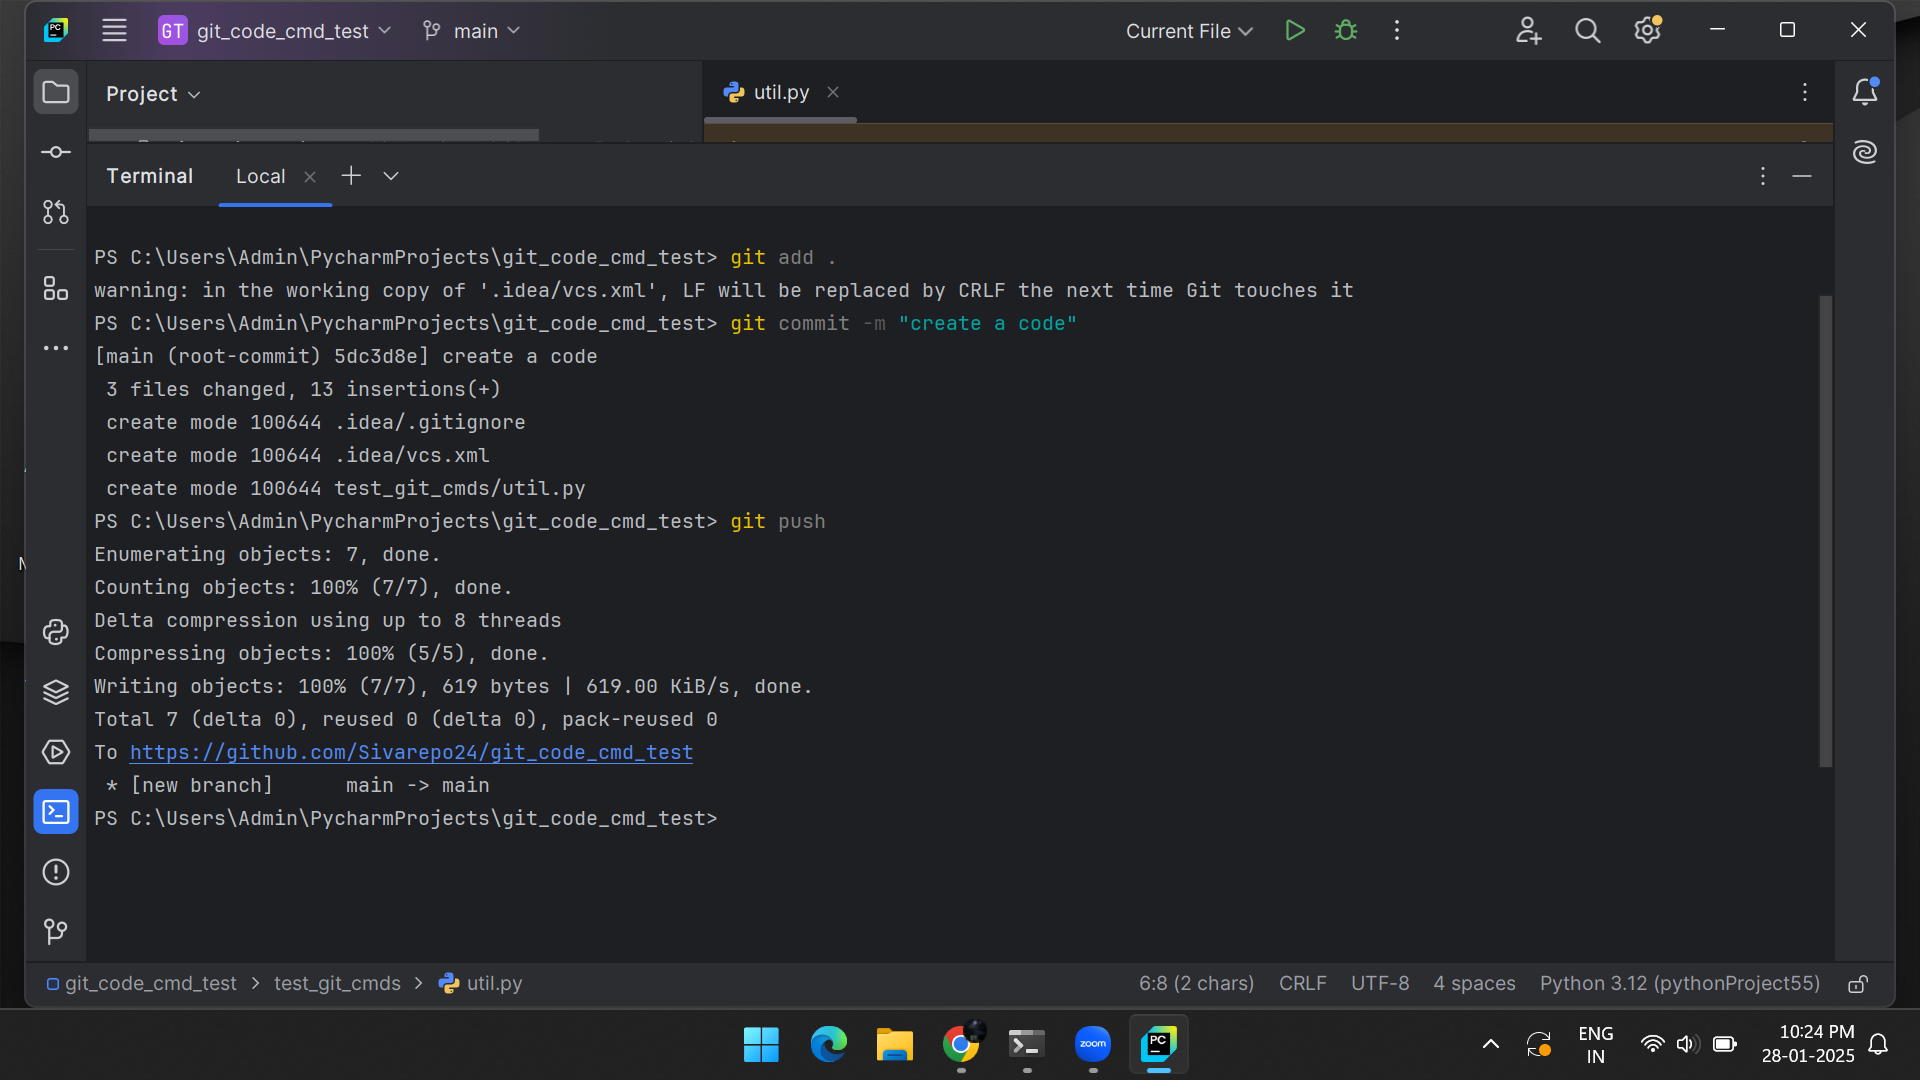 PC
GT git_code_cmd_test main Current File
Project
util.py
Terminal Local
PS C:\Users\Admin\PycharmProjects\git_code_cmd_test> git add .
warning: in the working copy of '.idea/vcs.xml', LF will be replaced by CRLF the next time Git touches it
PS C:\Users\Admin\PycharmProjects\git_code_cmd_test> git commit -m "create a code"
[main (root-commit) 5dc3d8e] create a code
 3 files changed, 13 insertions(+)
 create mode 100644 .idea/.gitignore
 create mode 100644 .idea/vcs.xml
 create mode 100644 test_git_cmds/util.py
PS C:\Users\Admin\PycharmProjects\git_code_cmd_test> git push
Enumerating objects: 7, done.
Counting objects: 100% (7/7), done.
Delta compression using up to 8 threads
Compressing objects: 100% (5/5), done.
Writing objects: 100% (7/7), 619 bytes | 619.00 KiB/s, done.
Total 7 (delta 0), reused 0 (delta 0), pack-reused 0
To https://github.com/Sivarepo24/git_code_cmd_test
 * [new branch]      main -> main
PS C:\Users\Admin\PycharmProjects\git_code_cmd_test>
git_code_cmd_test > test_git_cmds > util.py 6:8 (2 chars) CRLF UTF-8 4 spaces Python 3.12 (pythonProject55)
zoom
PC
ENG
IN
10:24 PM
28-01-2025